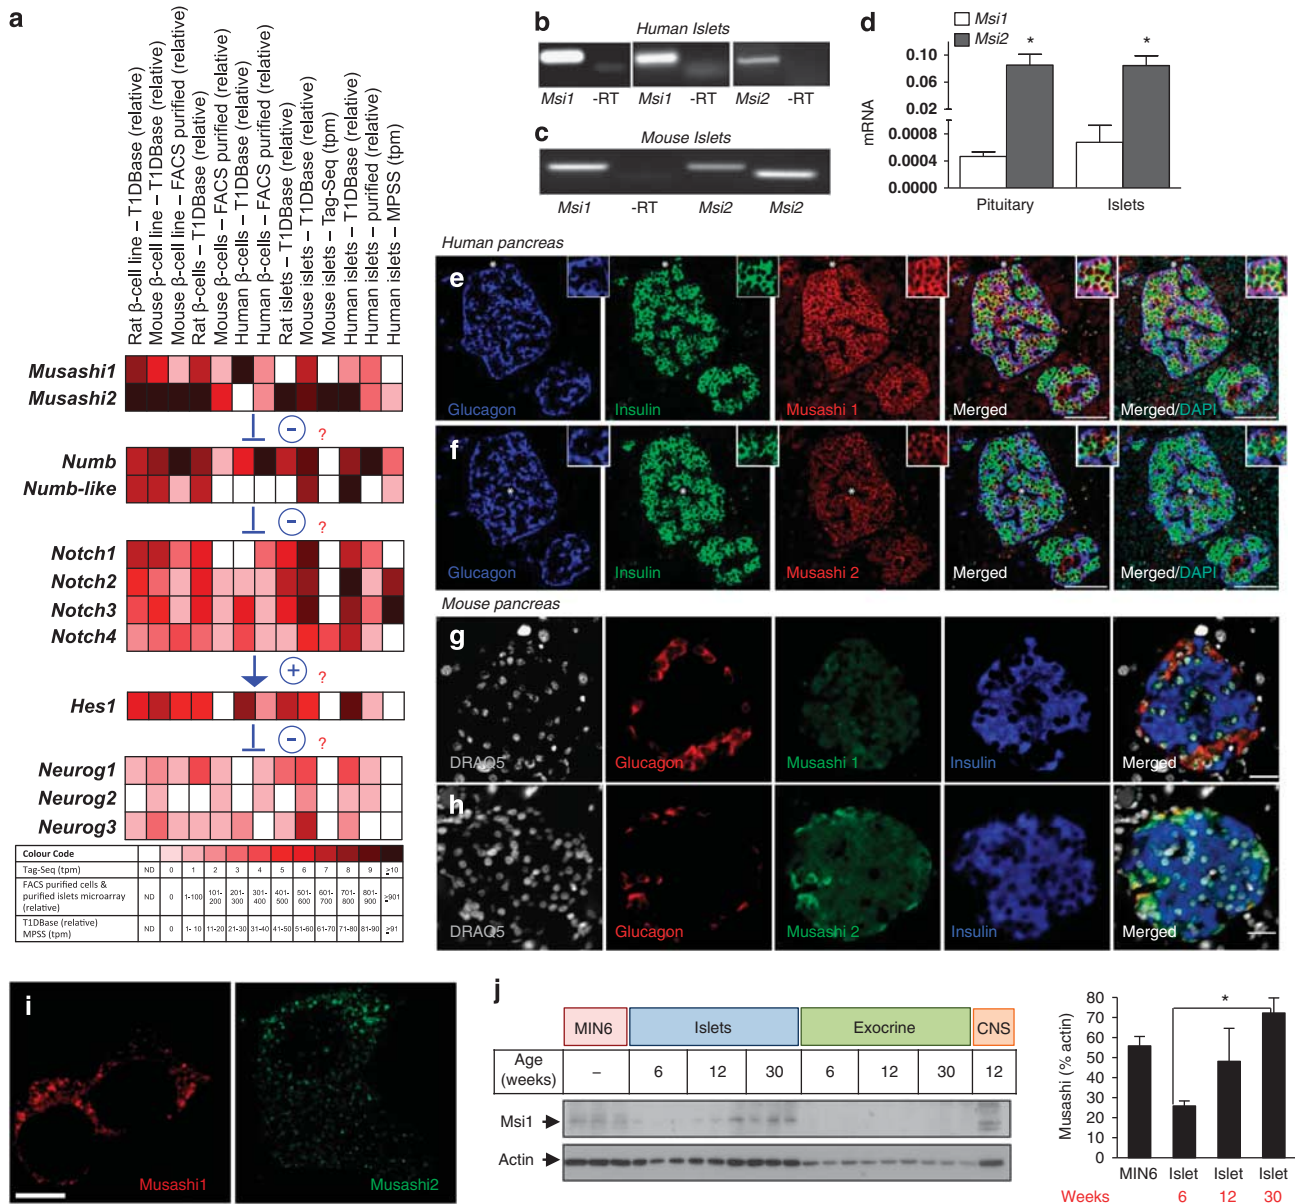 a
Rat β-cell line – T1DBase (relative)
Mouse β-cell line – T1DBase (relative)
Mouse β-cell line – FACS purified (relative)
Rat β-cells – T1DBase (relative)
Mouse β-cells – FACS purified (relative)
Human β-cells – T1DBase (relative)
Human β-cells – FACS purified (relative)
Rat islets – T1DBase (relative)
Mouse islets – T1DBase (relative)
Mouse islets – Tag-Seq (tpm)
Human islets – T1DBase (relative)
Human islets – purified (relative)
Human islets – MPSS (tpm)
Musashi1
Musashi2
− ?
Numb
Numb-like
− ?
Notch1
Notch2
Notch3
Notch4
+ ?
Hes1
− ?
Neurog1
Neurog2
Neurog3
Colour Code
Tag-Seq (tpm) ND 0 1 2 3 4 5 6 7 8 9 ≥10
FACS purified cells & purified islets microarray (relative) ND 0 1-100 101-200 201-300 301-400 401-500 501-600 601-700 701-800 801-900 ≥901
T1DBase (relative) MPSS (tpm) ND 0 1-10 11-20 21-30 31-40 41-50 51-60 61-70 71-80 81-90 ≥91
b
Human Islets
Msi1 -RT Msi1 -RT Msi2 -RT
c
Mouse Islets
Msi1 -RT Msi2 Msi2
d
Msi1
Msi2
* *
mRNA
0.10
0.06
0.02
0.0008
0.0004
0.0000
Pituitary Islets
Human pancreas
e
* * *
Glucagon Insulin Musashi 1 Merged Merged/DAPI
f
* * *
Glucagon Insulin Musashi 2 Merged Merged/DAPI
Mouse pancreas
g
DRAQ5 Glucagon Musashi 1 Insulin Merged
h
DRAQ5 Glucagon Musashi 2 Insulin Merged
i
Musashi1 Musashi2
j
MIN6 Islets Exocrine CNS
Age (weeks) – 6 12 30 6 12 30 12
Msi1
Actin
Musashi (% actin)
80
70
60
50
40
30
20
10
0
*
MIN6 Islet Islet Islet
Weeks 6 12 30